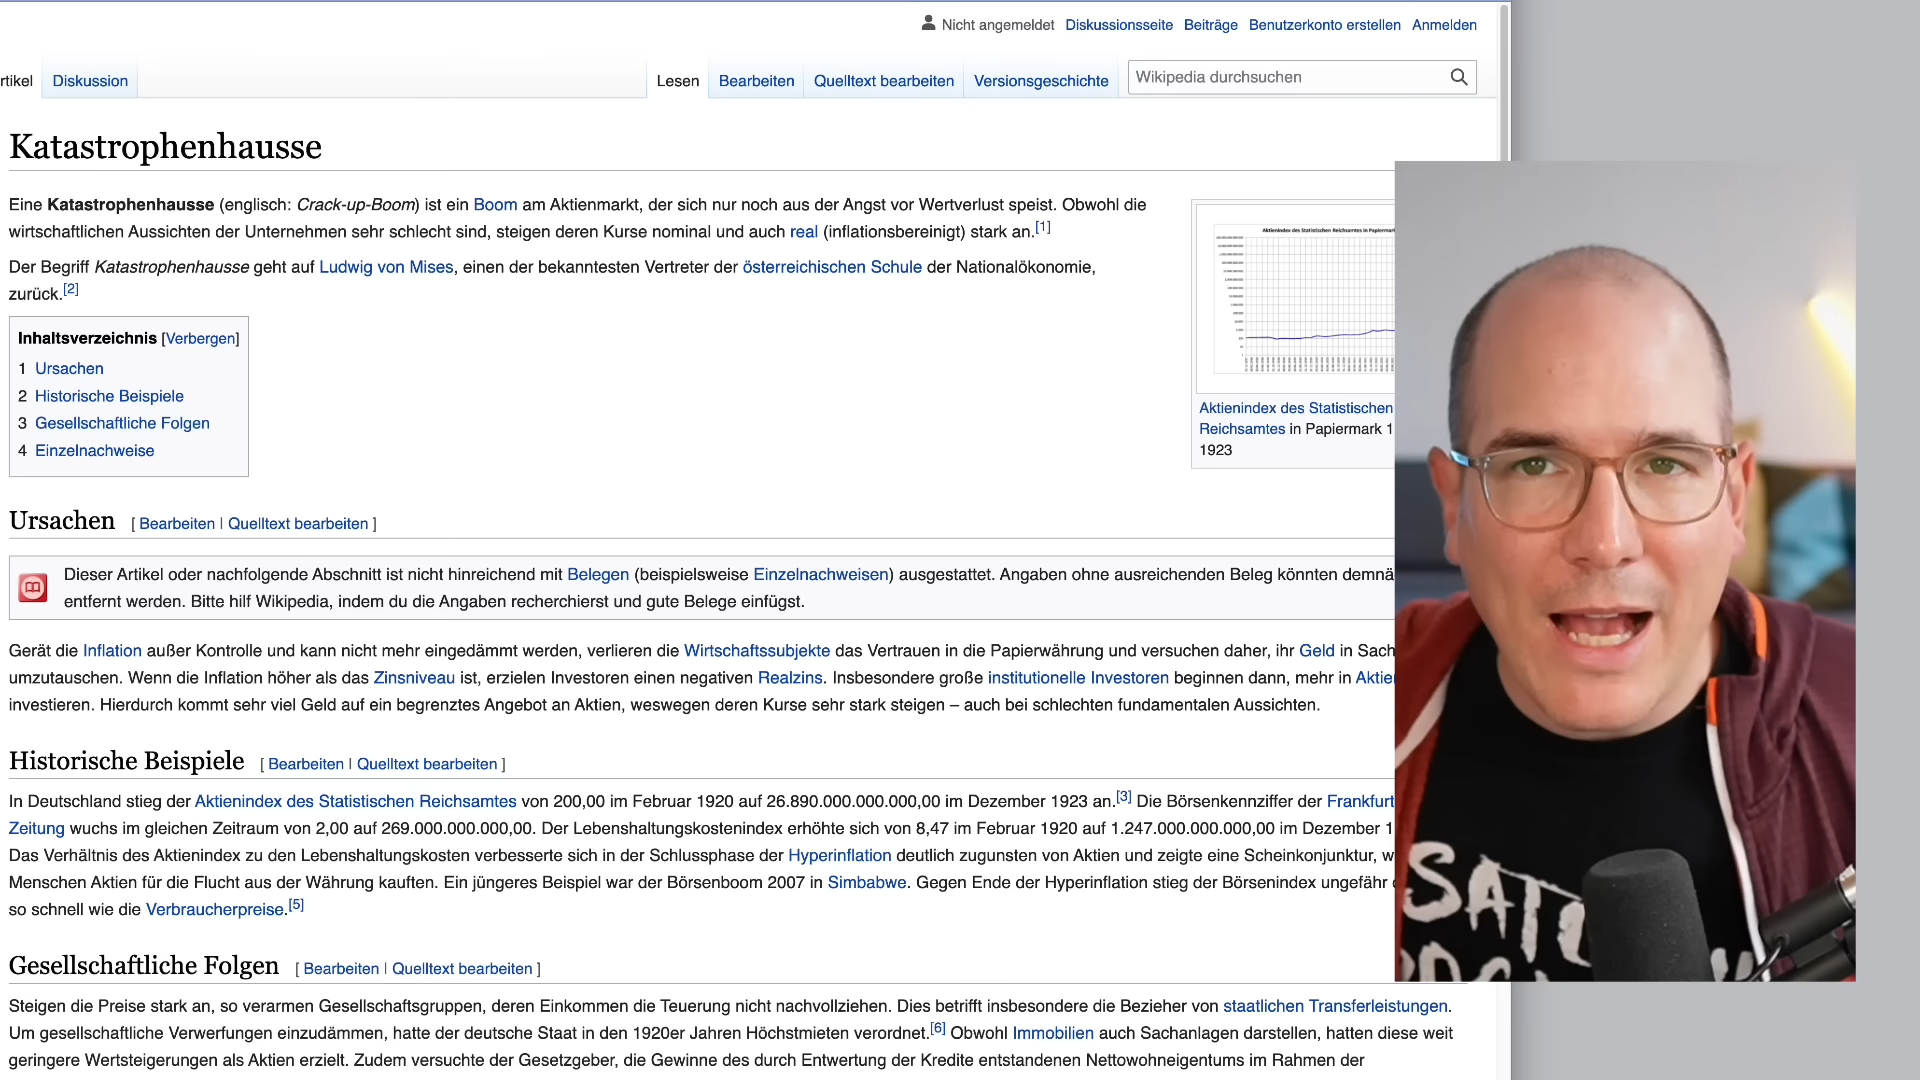 Nicht angemeldet Diskussionsseite Beiträge Benutzerkonto erstellen Anmelden
rtikel Diskussion Lesen Bearbeiten Quelltext bearbeiten Versionsgeschichte Wikipedia durchsuchen
Katastrophenhausse
Eine Katastrophenhausse (englisch: Crack-up-Boom) ist ein Boom am Aktienmarkt, der sich nur noch aus der Angst vor Wertverlust speist. Obwohl die
wirtschaftlichen Aussichten der Unternehmen sehr schlecht sind, steigen deren Kurse nominal und auch real (inflationsbereinigt) stark an.[1]
Der Begriff Katastrophenhausse geht auf Ludwig von Mises, einen der bekanntesten Vertreter der österreichischen Schule der Nationalökonomie,
zurück.[2]
Aktienindex des Statistischen Reichsamtes in Papiermark
Aktienindex des Statistischen
Reichsamtes in Papiermark 1
1923
Inhaltsverzeichnis [Verbergen]
1 Ursachen
2 Historische Beispiele
3 Gesellschaftliche Folgen
4 Einzelnachweise
Ursachen [ Bearbeiten | Quelltext bearbeiten ]
Dieser Artikel oder nachfolgende Abschnitt ist nicht hinreichend mit Belegen (beispielsweise Einzelnachweisen) ausgestattet. Angaben ohne ausreichenden Beleg könnten demnä
entfernt werden. Bitte hilf Wikipedia, indem du die Angaben recherchierst und gute Belege einfügst.
Gerät die Inflation außer Kontrolle und kann nicht mehr eingedämmt werden, verlieren die Wirtschaftssubjekte das Vertrauen in die Papierwährung und versuchen daher, ihr Geld in Sach
umzutauschen. Wenn die Inflation höher als das Zinsniveau ist, erzielen Investoren einen negativen Realzins. Insbesondere große institutionelle Investoren beginnen dann, mehr in Aktie
investieren. Hierdurch kommt sehr viel Geld auf ein begrenztes Angebot an Aktien, weswegen deren Kurse sehr stark steigen – auch bei schlechten fundamentalen Aussichten.
Historische Beispiele [ Bearbeiten | Quelltext bearbeiten ]
In Deutschland stieg der Aktienindex des Statistischen Reichsamtes von 200,00 im Februar 1920 auf 26.890.000.000.000,00 im Dezember 1923 an.[3] Die Börsenkennziffer der Frankfurt
Zeitung wuchs im gleichen Zeitraum von 2,00 auf 269.000.000.000,00. Der Lebenshaltungskostenindex erhöhte sich von 8,47 im Februar 1920 auf 1.247.000.000.000,00 im Dezember 1
Das Verhältnis des Aktienindex zu den Lebenshaltungskosten verbesserte sich in der Schlussphase der Hyperinflation deutlich zugunsten von Aktien und zeigte eine Scheinkonjunktur, w
Menschen Aktien für die Flucht aus der Währung kauften. Ein jüngeres Beispiel war der Börsenboom 2007 in Simbabwe. Gegen Ende der Hyperinflation stieg der Börsenindex ungefähr
so schnell wie die Verbraucherpreise.[5]
Gesellschaftliche Folgen [ Bearbeiten | Quelltext bearbeiten ]
Steigen die Preise stark an, so verarmen Gesellschaftsgruppen, deren Einkommen die Teuerung nicht nachvollziehen. Dies betrifft insbesondere die Bezieher von staatlichen Transferleistungen.
Um gesellschaftliche Verwerfungen einzudämmen, hatte der deutsche Staat in den 1920er Jahren Höchstmieten verordnet.[6] Obwohl Immobilien auch Sachanlagen darstellen, hatten diese weit
geringere Wertsteigerungen als Aktien erzielt. Zudem versuchte der Gesetzgeber, die Gewinne des durch Entwertung der Kredite entstandenen Nettowohneigentums im Rahmen der